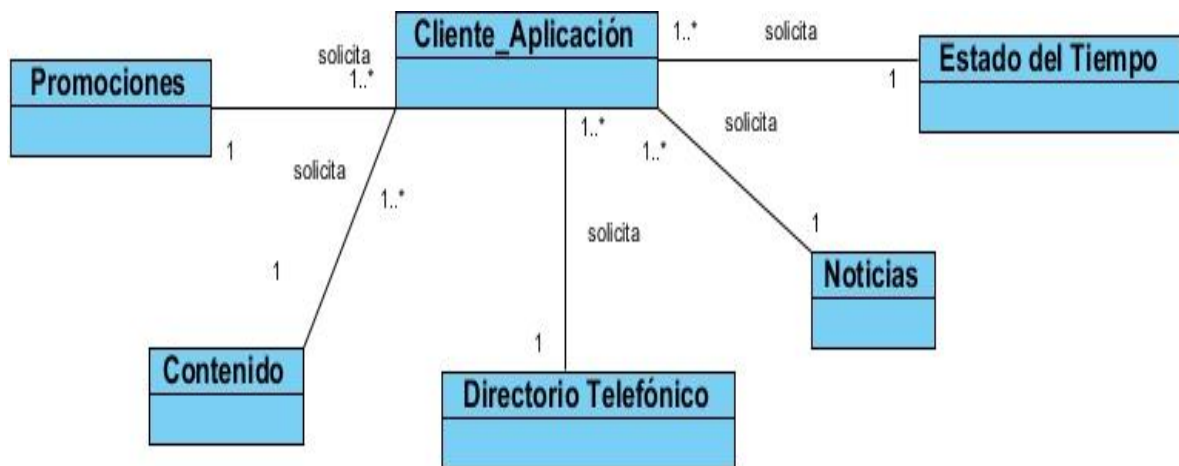 Cliente_Aplicación
1..*
solicita
Estado del Tiempo
1
solicita
1..*
Promociones
1
solicita
1..*
1
Contenido
1..*
solicita
1
Directorio Telefónico
solicita
1..*
1
Noticias